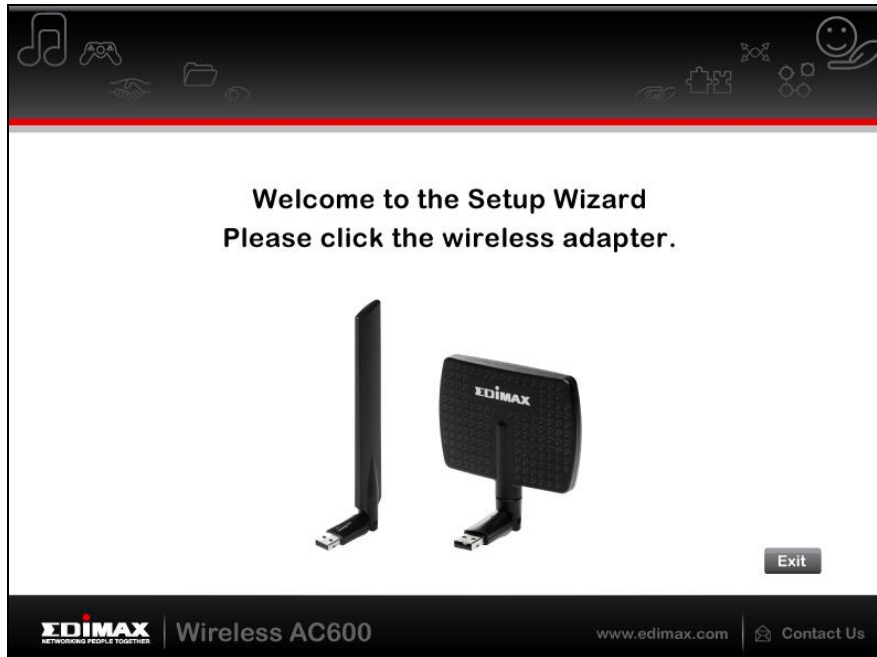 Welcome to the Setup Wizard
Please click the wireless adapter.
EDIMAX
Exit
EDIMAX
NETWORKING PEOPLE TOGETHER
Wireless AC600
www.edimax.com
Contact Us